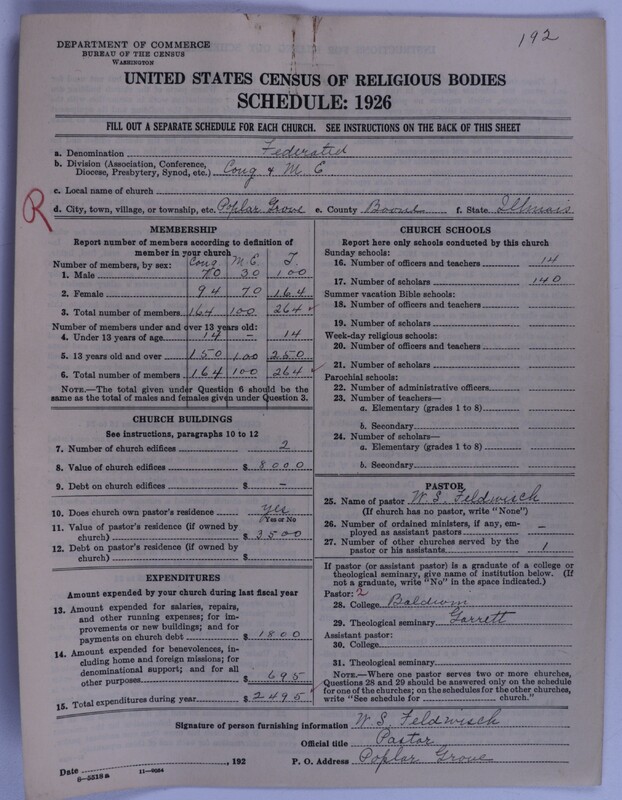 192
DEPARTMENT OF COMMERCE
BUREAU OF THE CENSUS
WASHINGTON
UNITED STATES CENSUS OF RELIGIOUS BODIES
SCHEDULE: 1926
FILL OUT A SEPARATE SCHEDULE FOR EACH CHURCH. SEE INSTRUCTIONS ON THE BACK OF THIS SHEET
a. Denomination Federated
b. Division (Association, Conference,
Diocese, Presbytery, Synod, etc.) Cong & M E
c. Local name of church
R
d. City, town, village, or township, etc. Poplar Grove e. County Boone f. State Illinois
MEMBERSHIP
Report number of members according to definition of
member in your church
Number of members, by sex: Cong. M.E. T.
1. Male 70 30 100
2. Female 94 70 164
3. Total number of members 164 100 264
Number of members under and over 13 years old:
4. Under 13 years of age 14 – 14
5. 13 years old and over 150 100 250
6. Total number of members 164 100 264
NOTE.—The total given under Question 6 should be the
same as the total of males and females given under Question 3.
CHURCH BUILDINGS
See instructions, paragraphs 10 to 12
7. Number of church edifices 2
8. Value of church edifices $ 8000
9. Debt on church edifices $ –
10. Does church own pastor's residence yes
Yes or No
11. Value of pastor's residence (if owned by
church) $ 3500
12. Debt on pastor's residence (if owned by
church) $
EXPENDITURES
Amount expended by your church during last fiscal year
13. Amount expended for salaries, repairs,
and other running expenses; for im-
provements or new buildings; and for
payments on church debt $ 1800
14. Amount expended for benevolences, in-
cluding home and foreign missions; for
denominational support; and for all
other purposes $ 695
15. Total expenditures during year $ 2495
CHURCH SCHOOLS
Report here only schools conducted by this church
Sunday schools:
16. Number of officers and teachers 14
17. Number of scholars 140
Summer vacation Bible schools:
18. Number of officers and teachers
19. Number of scholars
Week-day religious schools:
20. Number of officers and teachers
21. Number of scholars
Parochial schools:
22. Number of administrative officers
23. Number of teachers—
a. Elementary (grades 1 to 8)
b. Secondary
24. Number of scholars—
a. Elementary (grades 1 to 8)
b. Secondary
PASTOR
25. Name of pastor W. S. Feldwisch
(If church has no pastor, write "None")
26. Number of ordained ministers, if any, em-
ployed as assistant pastors –
27. Number of other churches served by the
pastor or his assistants 1
If pastor (or assistant pastor) is a graduate of a college or
theological seminary, give name of institution below. (If
not a graduate, write "No" in the space indicated.)
Pastor: 2
28. College Baldwin
29. Theological seminary Garrett
Assistant pastor:
30. College
31. Theological seminary
NOTE.—Where one pastor serves two or more churches,
Questions 28 and 29 should be answered only on the schedule
for one of the churches; on the schedules for the other churches,
write "See schedule for church."
Signature of person furnishing information W. S. Feldwisch
Official title Pastor
Date , 192 P. O. Address Poplar Grove
8-5518a 11-9084